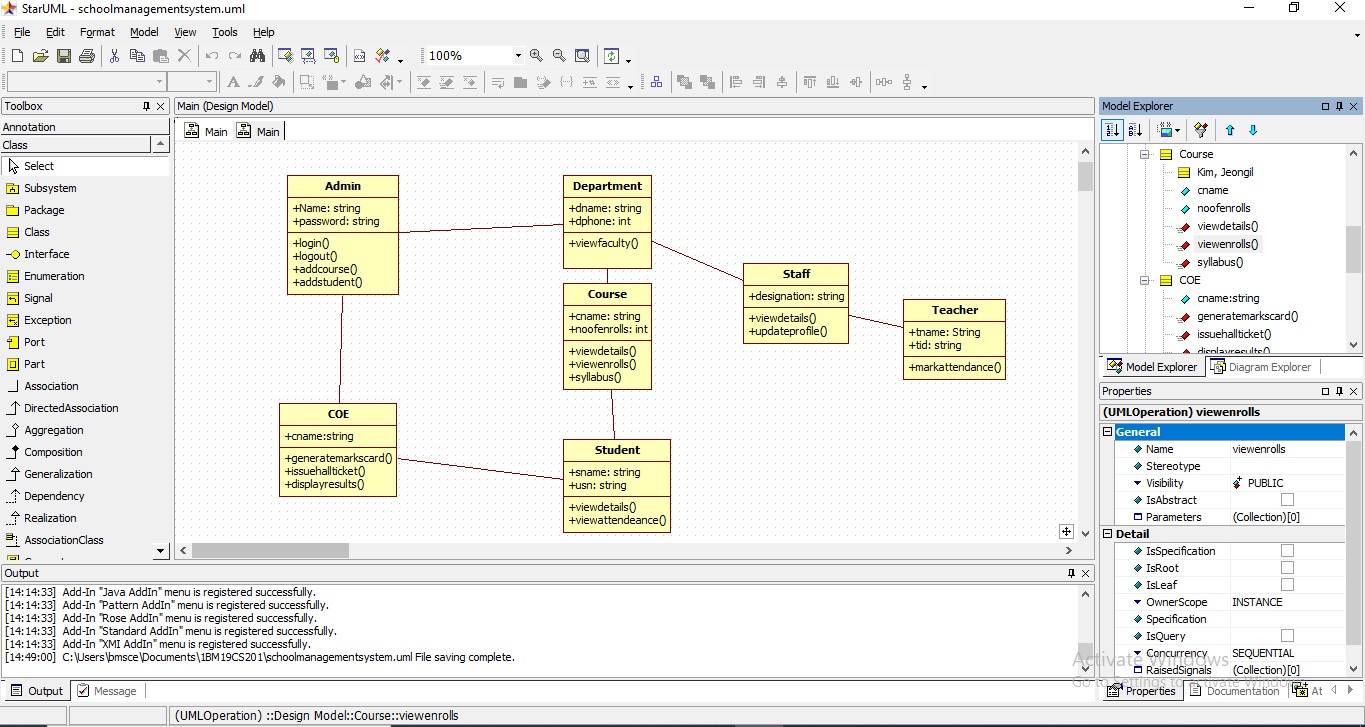 StarUML - schoolmanagementsystem.uml
File Edit Format Model View Tools Help
100%
Toolbox
Annotation
Class
Select
Subsystem
Package
Class
Interface
Enumeration
Signal
Exception
Port
Part
Association
DirectedAssociation
Aggregation
Composition
Generalization
Dependency
Realization
AssociationClass
Main (Design Model)
Main Main
Admin
+Name: string
+password: string
+login()
+logout()
+addcourse()
+addstudent()
Department
+dname: string
+dphone: int
+viewfaculty()
Course
+cname: string
+noofenrolls: int
+viewdetails()
+viewenrolls()
+syllabus()
Staff
+designation: string
+viewdetails()
+updateprofile()
Teacher
+tname: String
+tid: string
+markattendance()
COE
+cname:string
+generatemarkscard()
+issuehallticket()
+displayresults()
Student
+sname: string
+usn: string
+viewdetails()
+viewattendeance()
Model Explorer
Course
Kim, Jeongil
cname
noofenrolls
viewdetails()
viewenrolls()
syllabus()
COE
cname:string
generatemarkscard()
issuehallticket()
displayresults()
Model Explorer Diagram Explorer
Properties
(UMLOperation) viewenrolls
General
Name viewenrolls
Stereotype
Visibility PUBLIC
IsAbstract
Parameters (Collection)[0]
Detail
IsSpecification
IsRoot
IsLeaf
OwnerScope INSTANCE
Specification
IsQuery
Concurrency SEQUENTIAL
RaisedSignals (Collection)[0]
Activate Windows
Go to Settings to activate Windows.
Properties Documentation At
Output
[14:14:33] Add-In "Java AddIn" menu is registered successfully.
[14:14:33] Add-In "Pattern AddIn" menu is registered successfully.
[14:14:33] Add-In "Rose AddIn" menu is registered successfully.
[14:14:33] Add-In "Standard AddIn" menu is registered successfully.
[14:14:33] Add-In "XMI AddIn" menu is registered successfully.
[14:49:00] C:\Users\bmsce\Documents\1BM19CS201\schoolmanagementsystem.uml File saving complete.
Output Message
(UMLOperation) ::Design Model::Course::viewenrolls